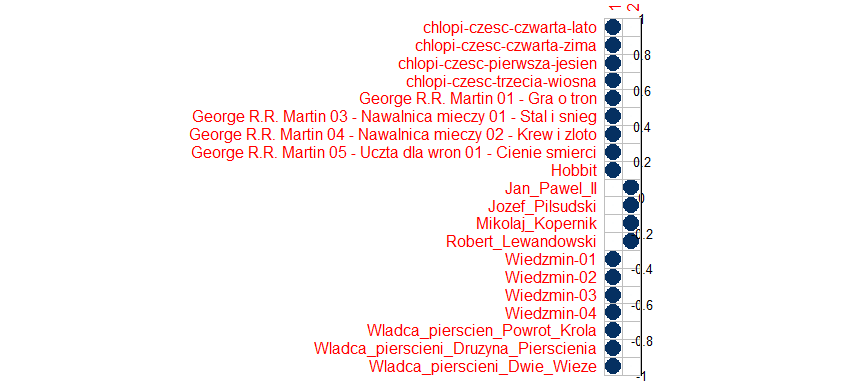 1 2
1
chlopi-czesc-czwarta-lato
chlopi-czesc-czwarta-zima
0.8
chlopi-czesc-pierwsza-jesien
chlopi-czesc-trzecia-wiosna
0.6
George R.R. Martin 01 - Gra o tron
George R.R. Martin 03 - Nawalnica mieczy 01 - Stal i snieg
0.4
George R.R. Martin 04 - Nawalnica mieczy 02 - Krew i zloto
George R.R. Martin 05 - Uczta dla wron 01 - Cienie smierci
0.2
Hobbit
Jan_Pawel_II
0
Jozef_Pilsudski
Mikolaj_Kopernik
-0.2
Robert_Lewandowski
Wiedzmin-01
-0.4
Wiedzmin-02
Wiedzmin-03
-0.6
Wiedzmin-04
Wladca_pierscien_Powrot_Krola
-0.8
Wladca_pierscieni_Druzyna_Pierscienia
Wladca_pierscieni_Dwie_Wieze
-1